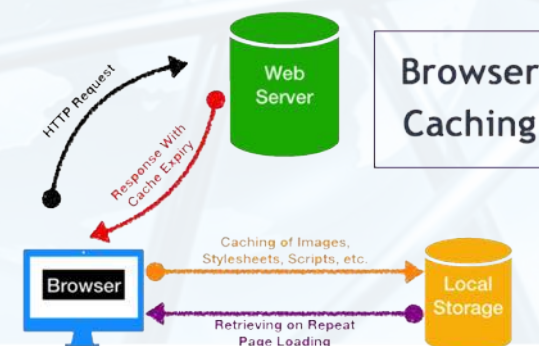 Browser
Caching
HTTP Request
Web
Server
Response With
Cache Expiry
Caching of Images,
Stylesheets, Scripts, etc.
Browser
Local
Storage
Retrieving on Repeat
Page Loading